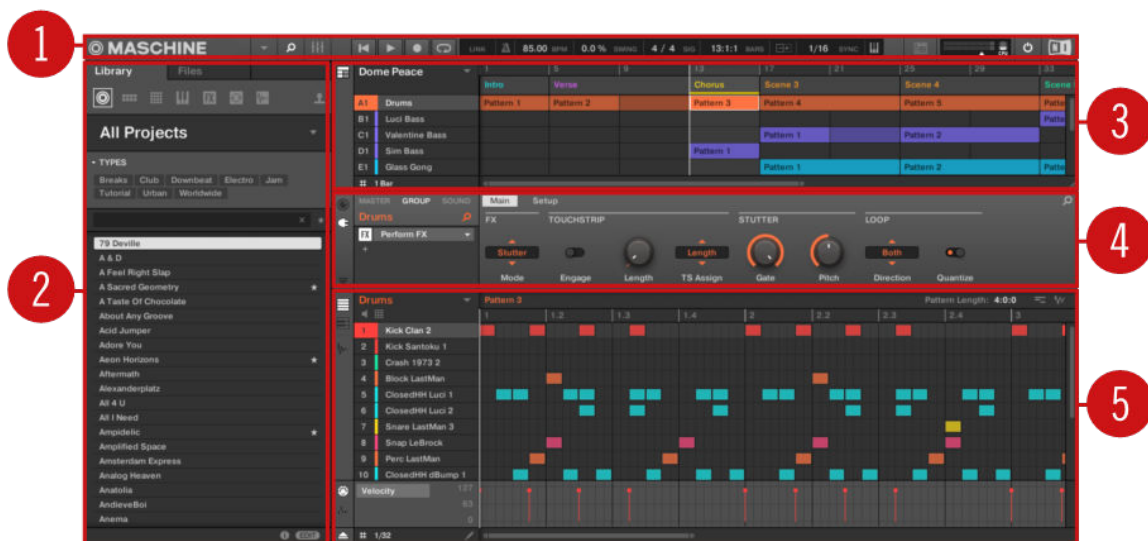 1
MASCHINE
LINK 85.00 BPM 0.0 % SWING 4 / 4 SIG 13:1:1 BARS 1/16 SYNC CPU
Library Files
All Projects
TYPES
Breaks Club Downbeat Electro Jam
Tutorial Urban Worldwide
79 Deville
A & D
A Feel Right Slap
A Sacred Geometry
A Taste Of Chocolate
About Any Groove
Acid Jumper
Adore You
Aeon Horizons
Aftermath
Alexanderplatz
All 4 U
All I Need
Ampidelic
Amplified Space
Amsterdam Express
Analog Heaven
Anatolia
AndieveBoi
Anema
EDIT
2
Dome Peace
1 5 9 13 17 21 25 29 33
Intro Verse Chorus Scene 3 Scene 4 Scene
A1 Drums Pattern 1 Pattern 2 Pattern 3 Pattern 4 Pattern 5 Patte
B1 Luci Bass Patte
C1 Valentine Bass Pattern 1 Pattern 2
D1 Sim Bass Pattern 1
E1 Glass Gong Pattern 1 Pattern 2 Patte
1 Bar
3
MASTER GROUP SOUND Main Setup
Drums FX TOUCHSTRIP STUTTER LOOP
FX Perform FX
+
Stutter Length Both
Mode Engage Length TS Assign Gate Pitch Direction Quantize
4
Drums Pattern 3 Pattern Length: 4:0:0
1 1.2 1.3 1.4 2 2.2 2.4 3
1 Kick Clan 2
2 Kick Santoku 1
3 Crash 1973 2
4 Block LastMan
5 ClosedHH Luci 1
6 ClosedHH Luci 2
7 Snare LastMan 3
8 Snap LeBrock
9 Perc LastMan
10 ClosedHH dBump 1
Velocity 127
63
0
1/32
5